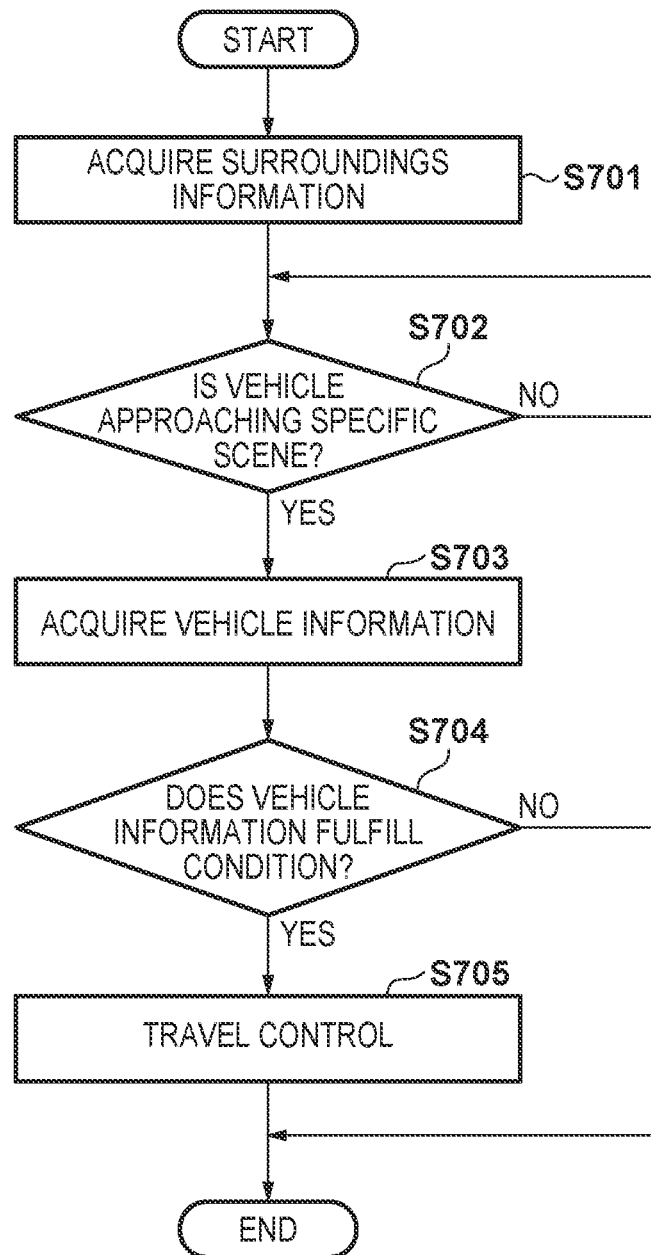 START
ACQUIRE SURROUNDINGS
INFORMATION
S701
S702
IS VEHICLE
APPROACHING SPECIFIC
SCENE?
NO
YES
S703
ACQUIRE VEHICLE INFORMATION
S704
DOES VEHICLE
INFORMATION FULFILL
CONDITION?
NO
YES
S705
TRAVEL CONTROL
END